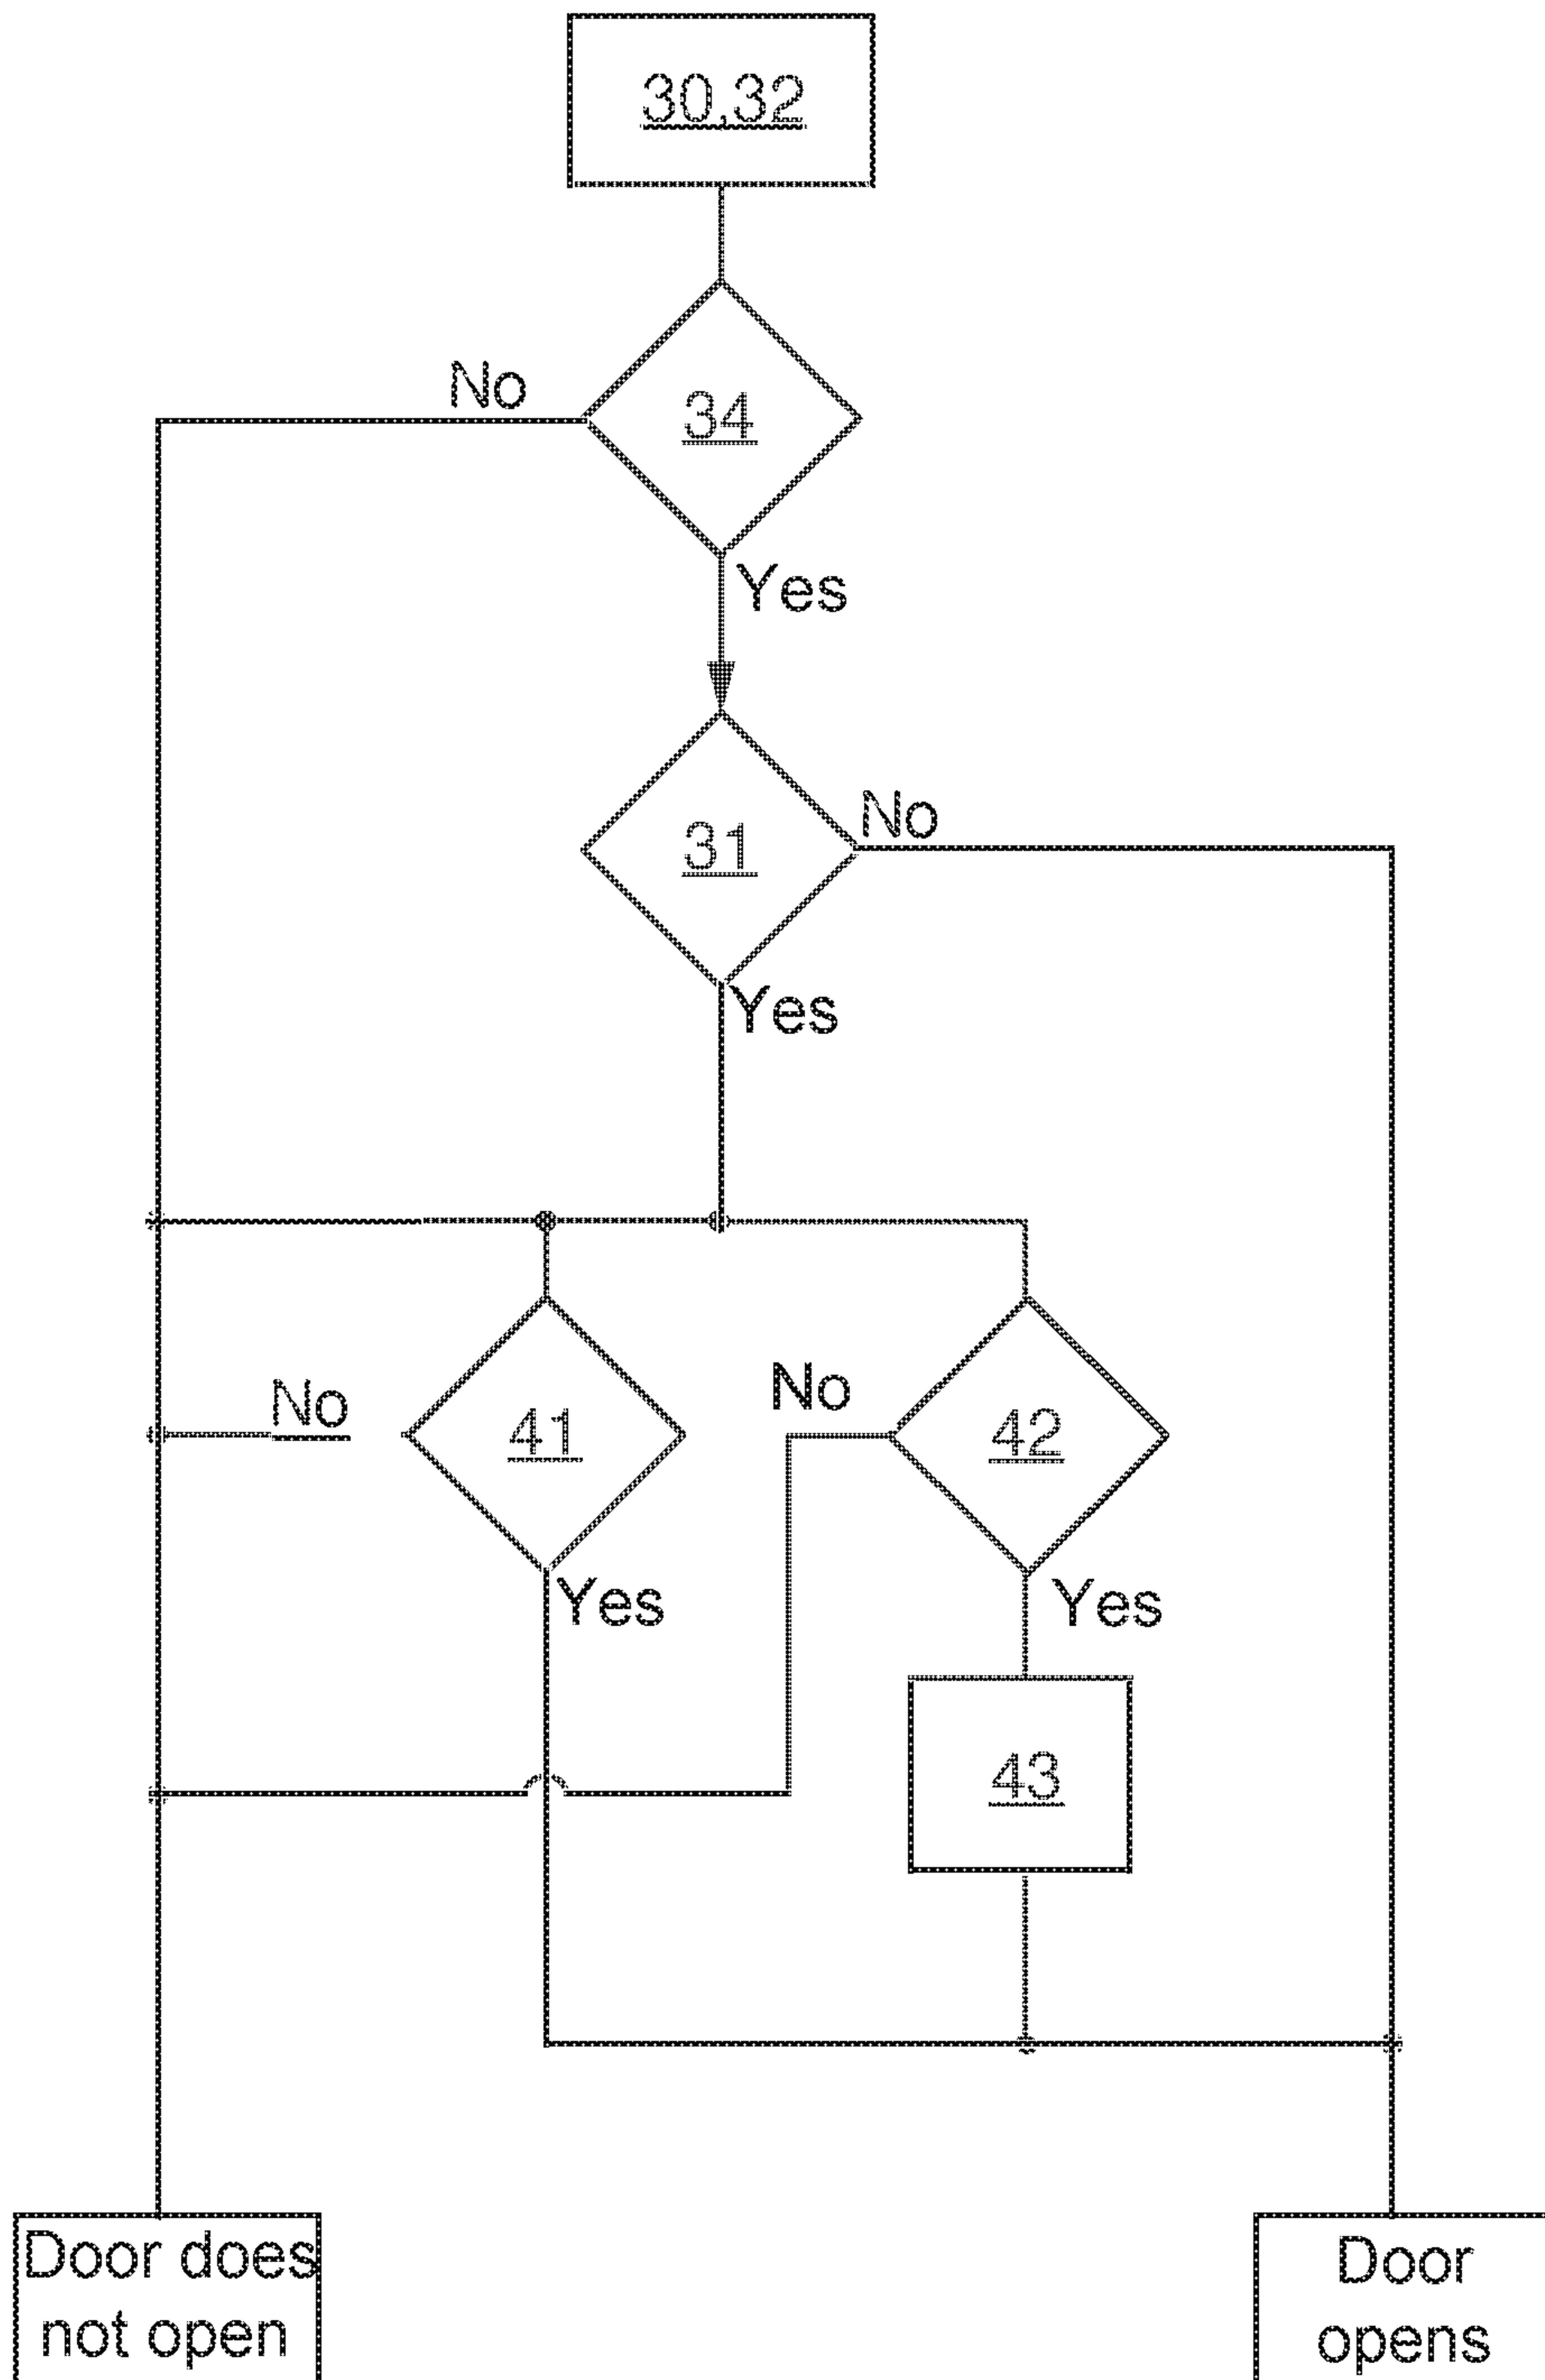 30,32
No
34
Yes
31
No
Yes
No
41
No
42
Yes
Yes
43
Door does
not open
Door
opens